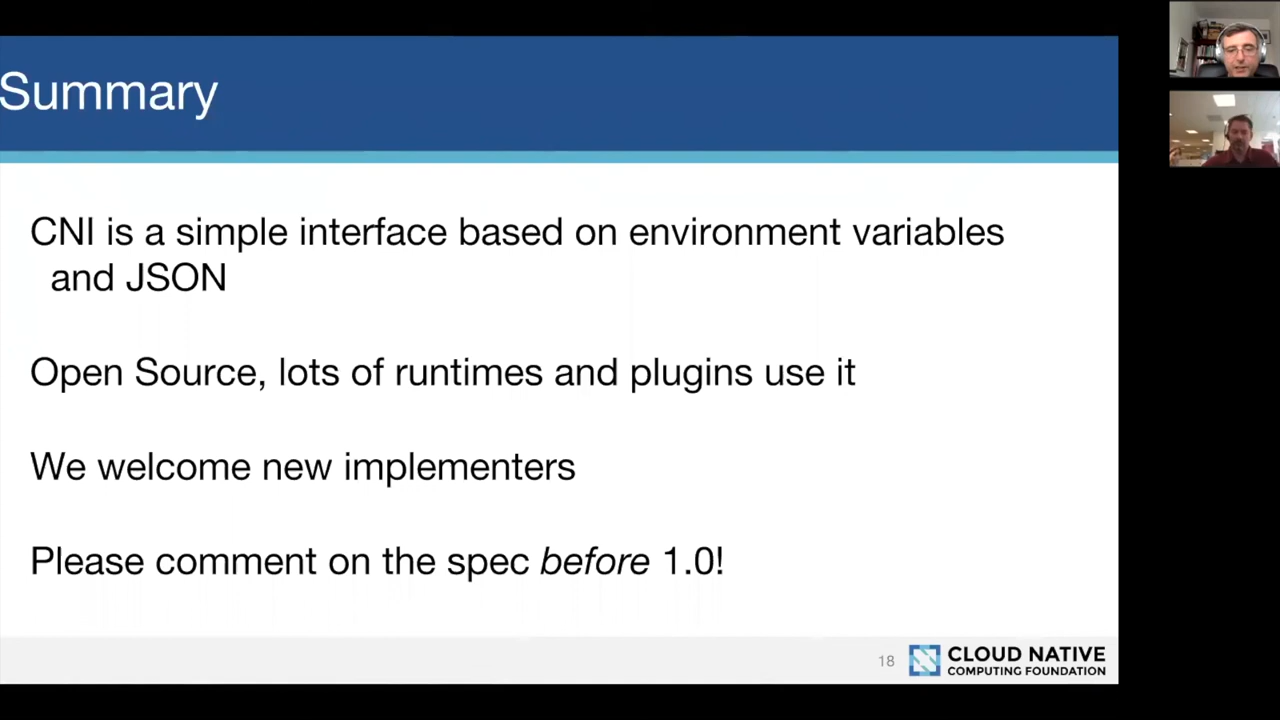 Summary
CNI is a simple interface based on environment variables
and JSON
Open Source, lots of runtimes and plugins use it
We welcome new implementers
Please comment on the spec before 1.0!
18
CLOUD NATIVE
COMPUTING FOUNDATION